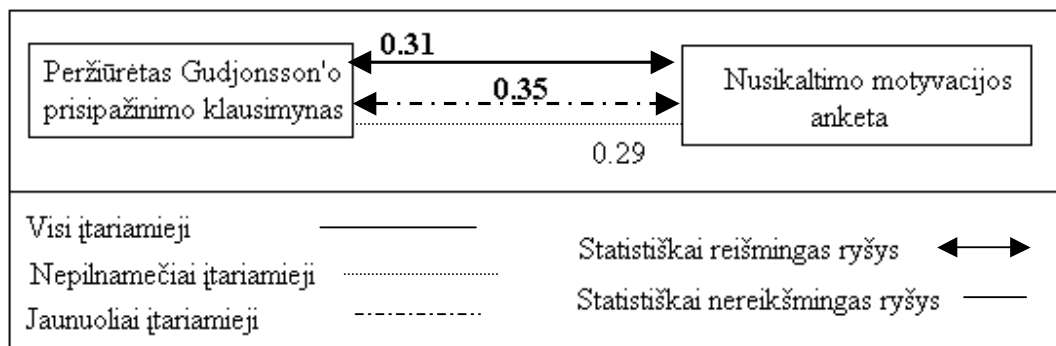 0.31
Peržiūrėtas Gudjonsson'o
prisipažinimo klausimynas
0.35
Nusikaltimo motyvacijos
anketa
0.29
Visi įtariamieji
Nepilnamečiai įtariamieji
Jaunuoliai įtariamieji
Statistiškai reišmingas ryšys
Statistiškai nereikšmingas ryšys